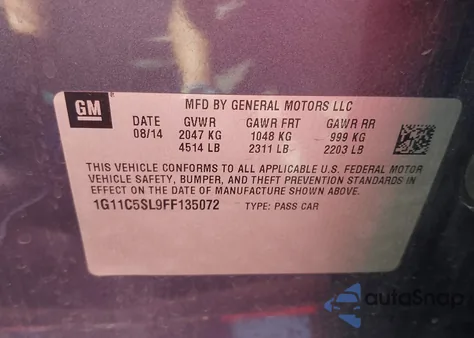 GM
MFD BY GENERAL MOTORS LLC
DATE GVWR GAWR FRT GAWR RR
08/14 2047 KG 1048 KG 999 KG
4514 LB 2311 LB 2203 LB
THIS VEHICLE CONFORMS TO ALL APPLICABLE U.S. FEDERAL MOTOR
VEHICLE SAFETY, BUMPER, AND THEFT PREVENTION STANDARDS IN
EFFECT ON THE DATE OF MANUFACTURE SHOWN ABOVE.
1G11C5SL9FF135072 TYPE: PASS CAR
autoSnap